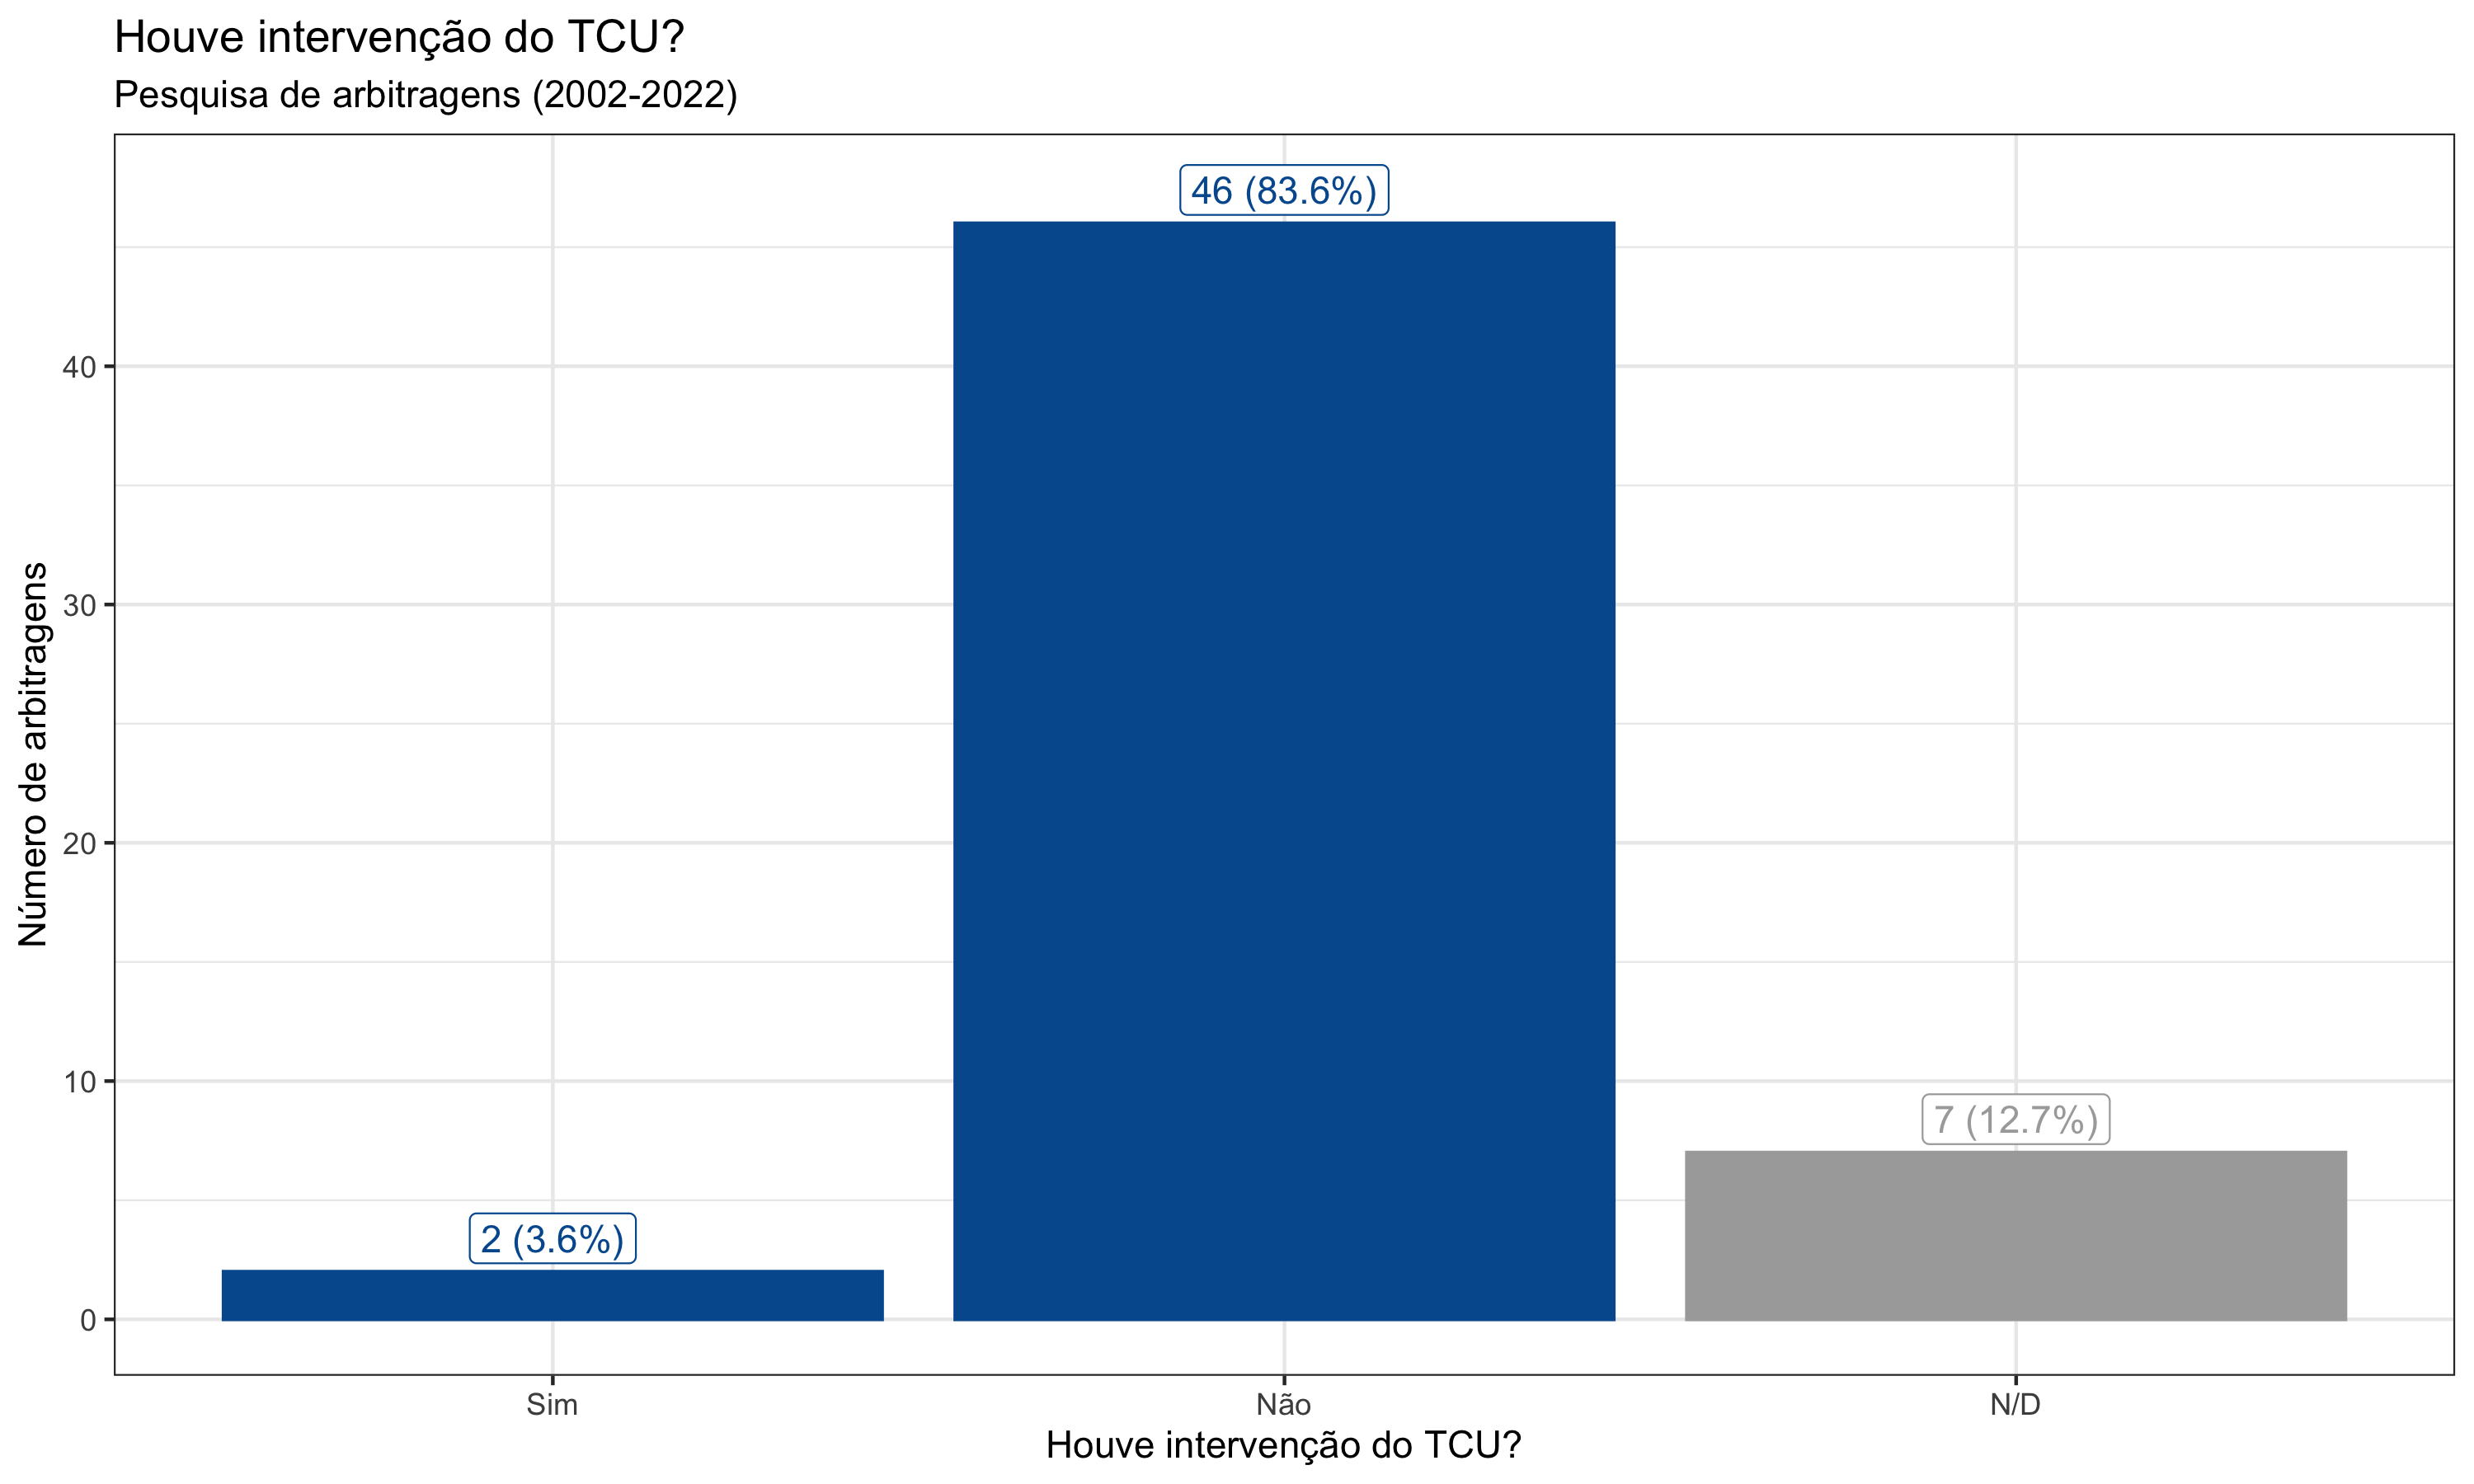 Houve intervenção do TCU?
Pesquisa de arbitragens (2002-2022)
Número de arbitragens
40
30
20
10
0
2 (3.6%)
46 (83.6%)
7 (12.7%)
Sim
Não
N/D
Houve intervenção do TCU?